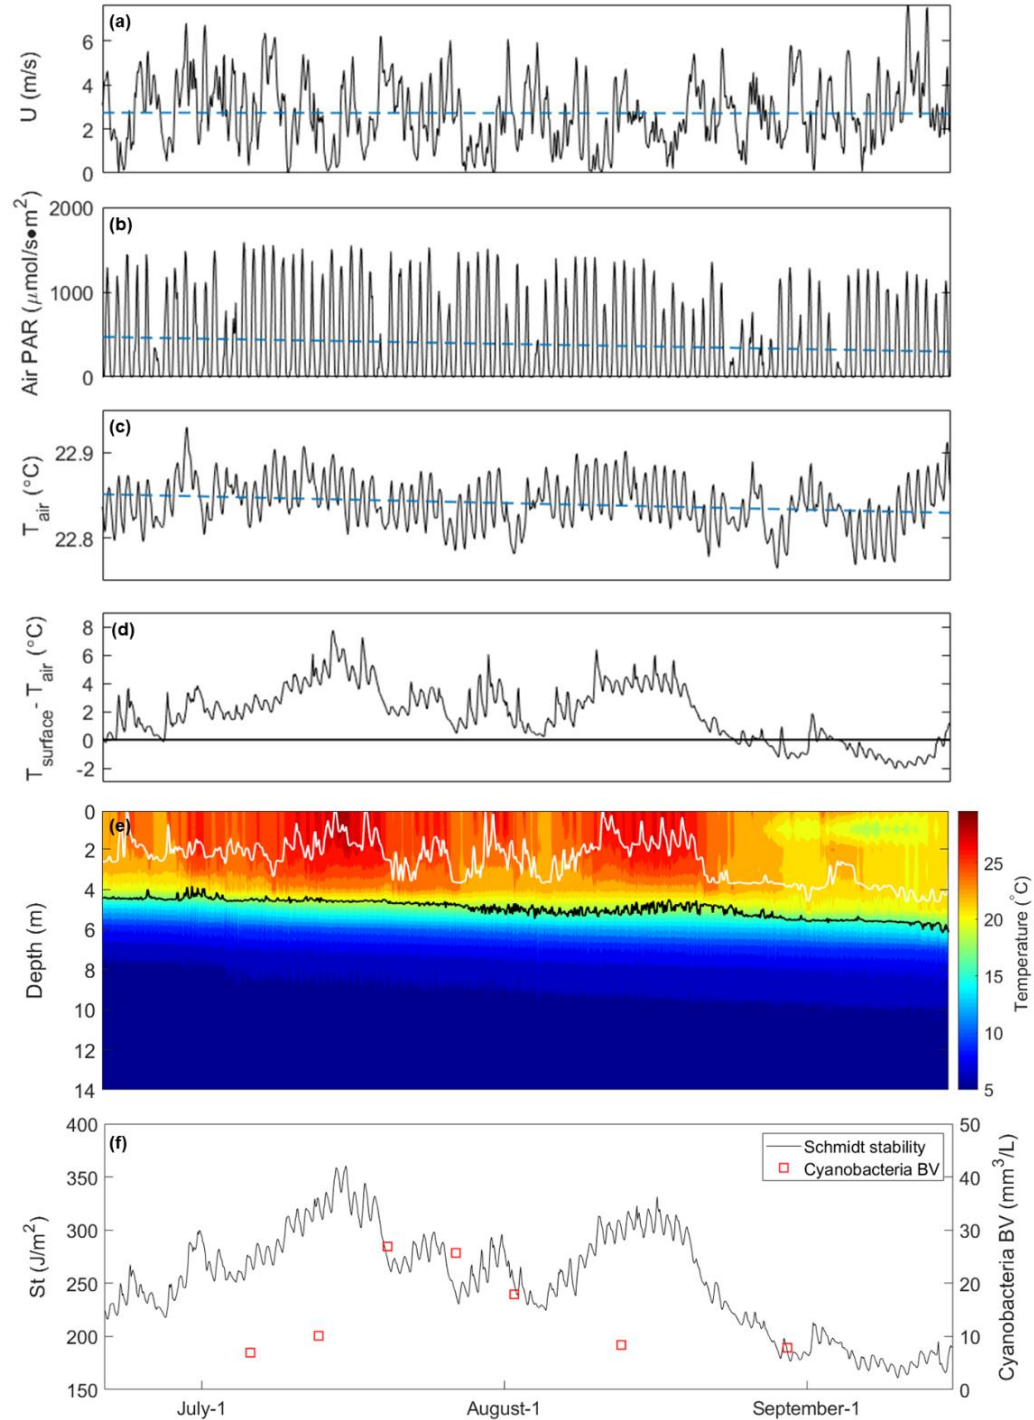 (a)
U (m/s)
6
4
2
0
(b)
Air PAR (μmol/s•m²)
2000
1000
0
(c)
T_air (°C)
22.9
22.8
(d)
T_surface - T_air (°C)
8
6
4
2
0
-2
(e)
Depth (m)
0
2
4
6
8
10
12
14
25
20
15
10
5
Temperature (°C)
(f)
St (J/m²)
400
350
300
250
200
150
Schmidt stability
Cyanobacteria BV
50
40
30
20
10
0
Cyanobacteria BV (mm³/L)
July-1
August-1
September-1